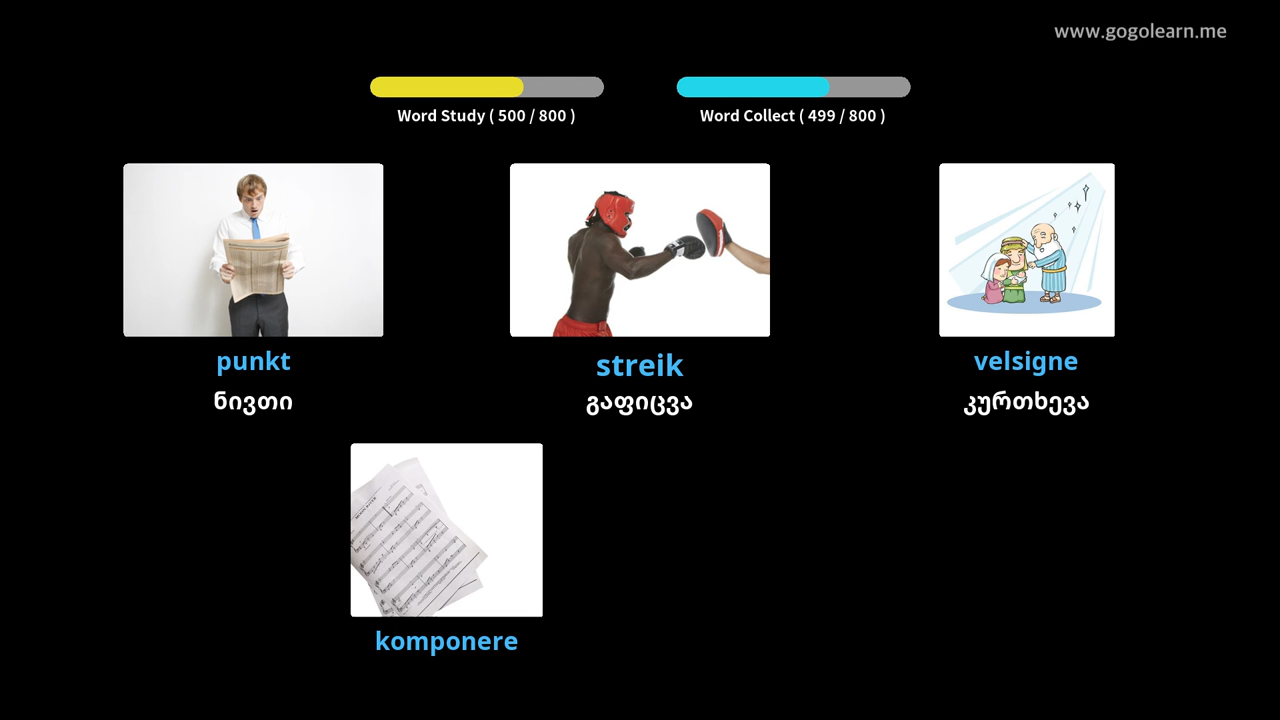 www.gogolearn.me
Word Study ( 500 / 800 )
Word Collect ( 499 / 800 )
punkt
ნივთი
streik
გაფიცვა
velsigne
კურთხევა
komponere